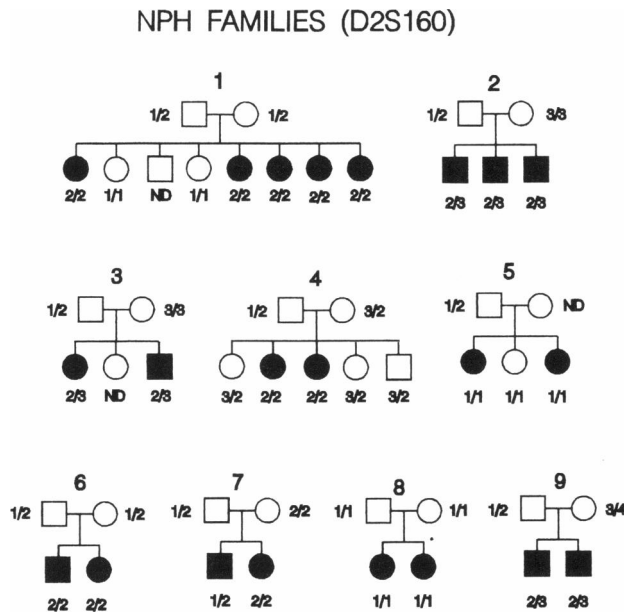 NPH FAMILIES (D2S160)
1 2
1/2 1/2 1/2 3/3
2/2 1/1 ND 1/1 2/2 2/2 2/2 2/2 2/3 2/3 2/3
3 4 5
1/2 3/3 1/2 3/2 1/2 ND
2/3 ND 2/3 3/2 2/2 2/2 3/2 3/2 1/1 1/1 1/1
6 7 8 9
1/2 1/2 1/2 2/2 1/1 1/1 1/2 3/4
2/2 2/2 1/2 2/2 1/1 1/1 2/3 2/3